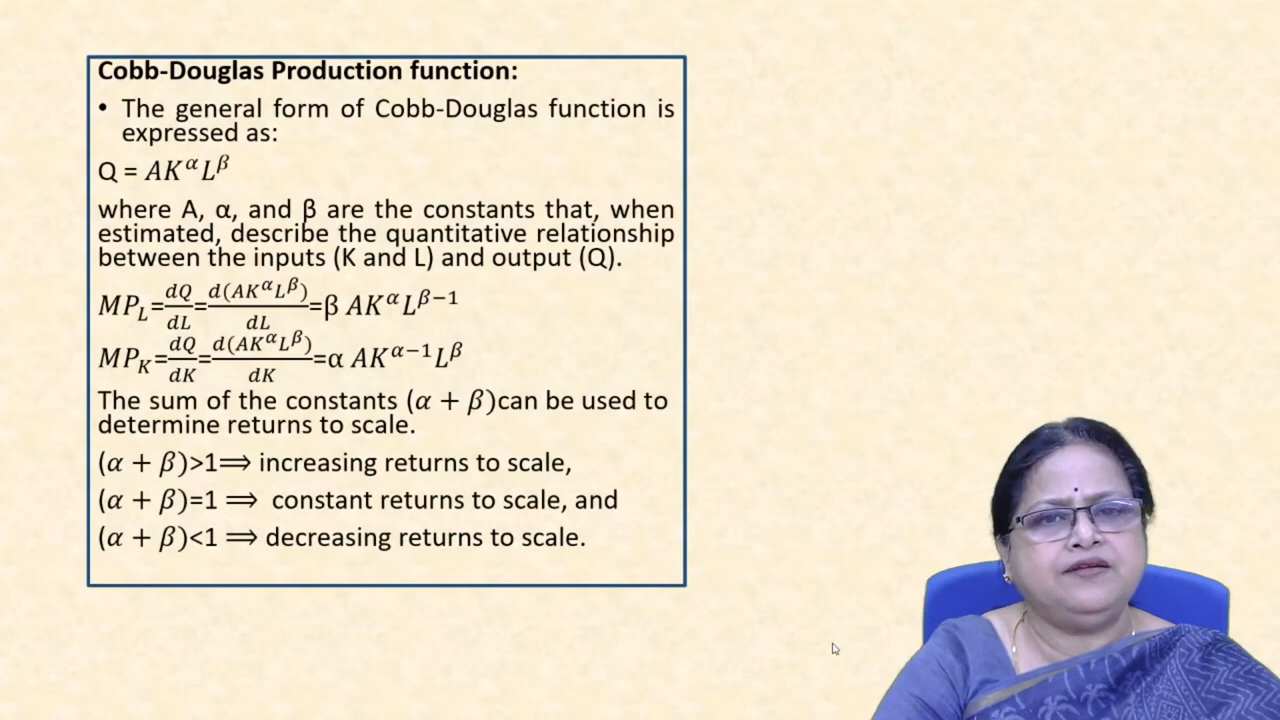 Cobb-Douglas Production function:
• The general form of Cobb-Douglas function is
expressed as:
Q = AK^α L^β
where A, α, and β are the constants that, when
estimated, describe the quantitative relationship
between the inputs (K and L) and output (Q).
MP_L=dQ/dL=d(AK^α L^β)/dL=β AK^α L^(β−1)
MP_K=dQ/dK=d(AK^α L^β)/dK=α AK^(α−1) L^β
The sum of the constants (α + β)can be used to
determine returns to scale.
(α + β)>1⟹ increasing returns to scale,
(α + β)=1 ⟹ constant returns to scale, and
(α + β)<1 ⟹ decreasing returns to scale.